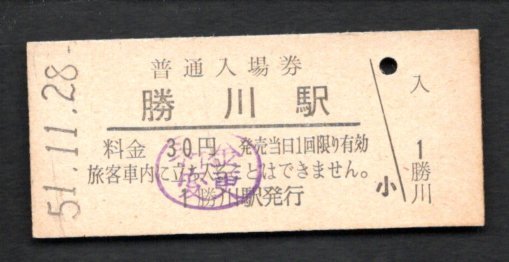 51.11.28
普通入場券
勝川駅
料金 30円 発売当日1回限り有効
旅客車内に立ち入ることはできません。
1 勝川駅発行
小
入
1
勝川